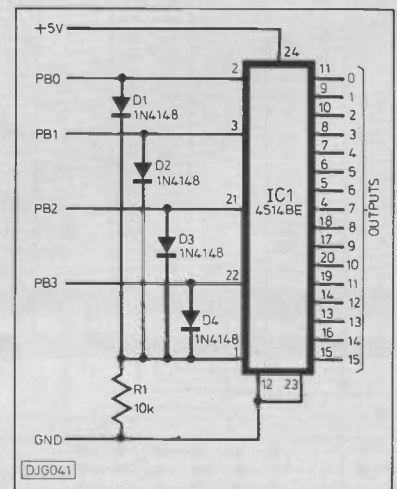 +5V
24
PB0
2
11
0
D1
1N4148
9
1
10
2
PB1
3
8
3
D2
1N4148
7
4
6
5
IC1
4514BE
5
6
PB2
21
4
7
D3
1N4148
18
8
17
9
OUTPUTS
20
10
PB3
22
19
11
D4
1N4148
14
12
13
13
16
14
1
15
15
R1
10k
12
23
GND
DJG041